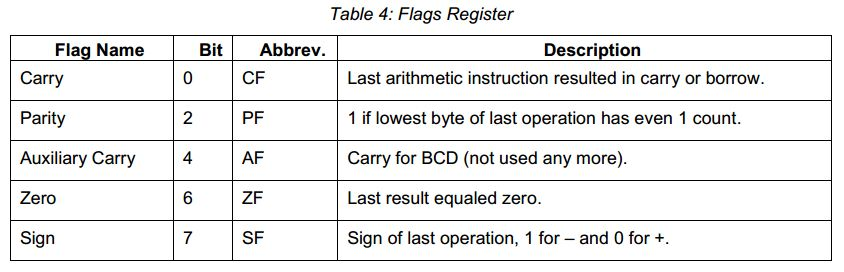 Table 4: Flags Register
Flag Name Bit Abbrev. Description
Carry 0 CF Last arithmetic instruction resulted in carry or borrow.
Parity 2 PF 1 if lowest byte of last operation has even 1 count.
Auxiliary Carry 4 AF Carry for BCD (not used any more).
Zero 6 ZF Last result equaled zero.
Sign 7 SF Sign of last operation, 1 for – and 0 for +.